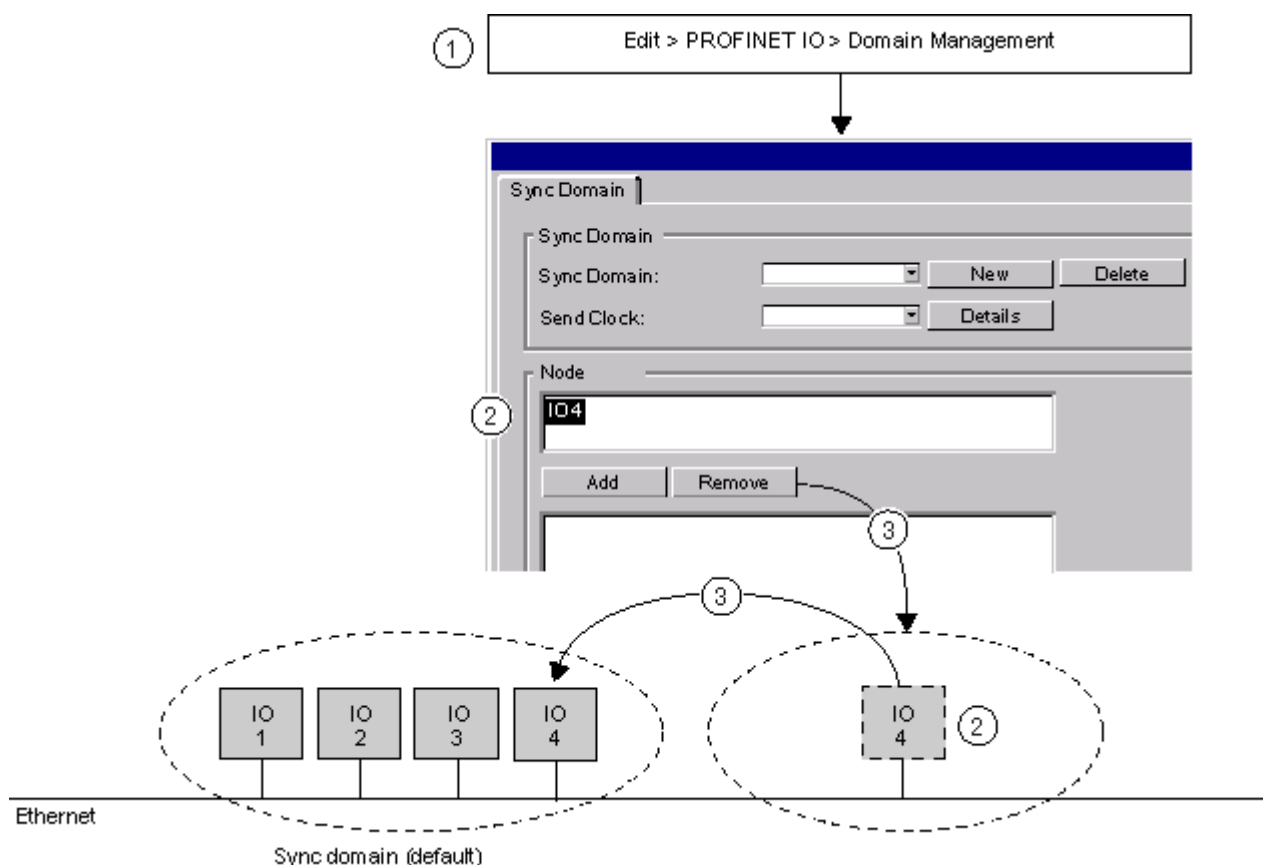 1
Edit > PROFINET IO > Domain Management
Sync Domain
Sync Domain
Sync Domain:
New
Delete
Send Clock:
Details
Node
2
IO4
Add
Remove
3
3
IO
1
IO
2
IO
3
IO
4
IO
4
2
Ethernet
Sync domain (default)